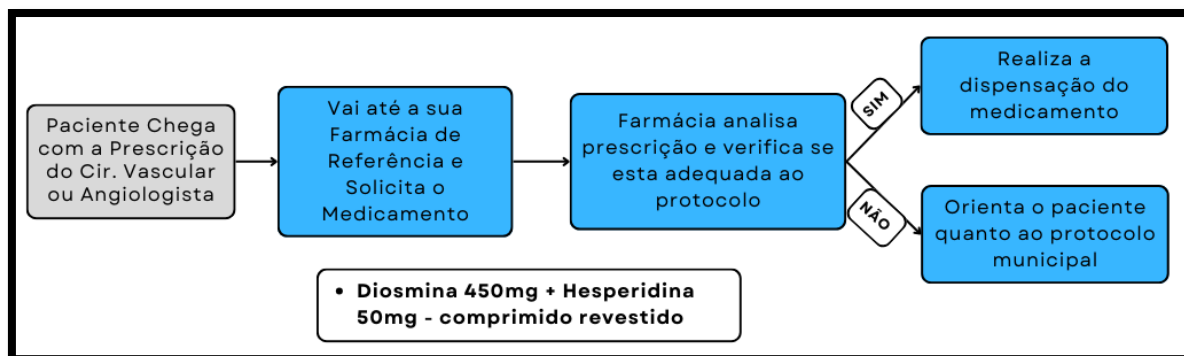 Paciente Chega
com a Prescrição
do Cir. Vascular
ou Angiologista
Vai até a sua
Farmácia de
Referência e
Solicita o
Medicamento
Farmácia analisa
prescrição e verifica se
esta adequada ao
protocolo
SIM
Realiza a
dispensação do
medicamento
NÃO
Orienta o paciente
quanto ao protocolo
municipal
• Diosmina 450mg + Hesperidina
50mg - comprimido revestido